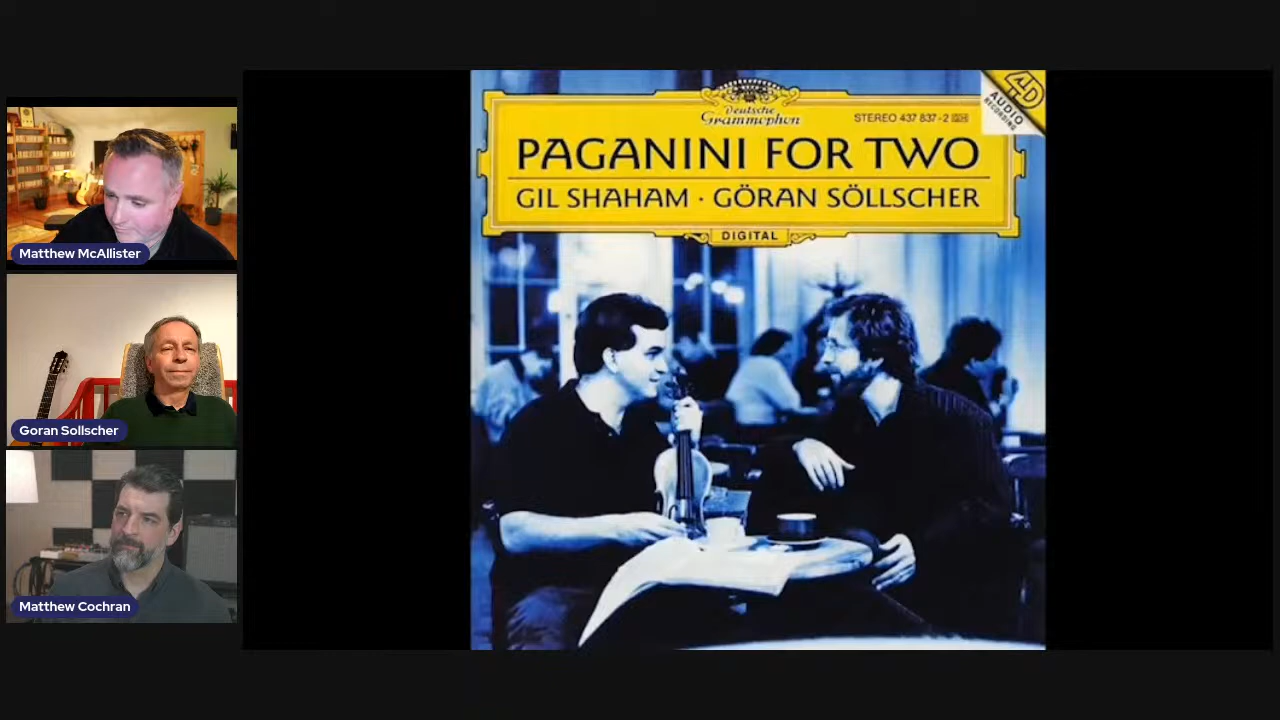 Matthew McAllister
Goran Sollscher
Matthew Cochran
Deutsche
Grammophon
STEREO 437 837-2
4D
AUDIO
RECORDING
PAGANINI FOR TWO
GIL SHAHAM · GÖRAN SÖLLSCHER
DIGITAL